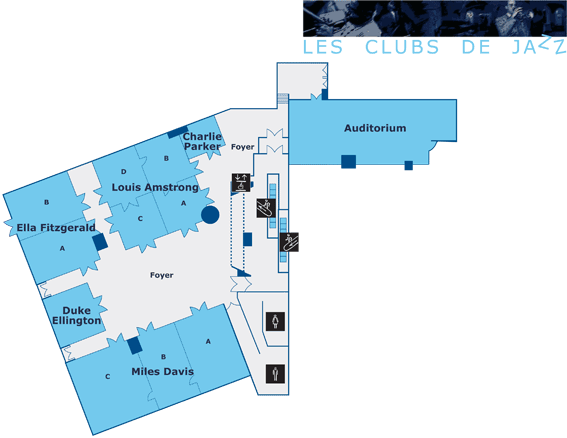 LES CLUBS DE JAZZ
Auditorium
Charlie
Parker
Foyer
D
B
Louis Amstrong
C
A
B
Ella Fitzgerald
A
Foyer
Duke
Ellington
A
B
Miles Davis
C